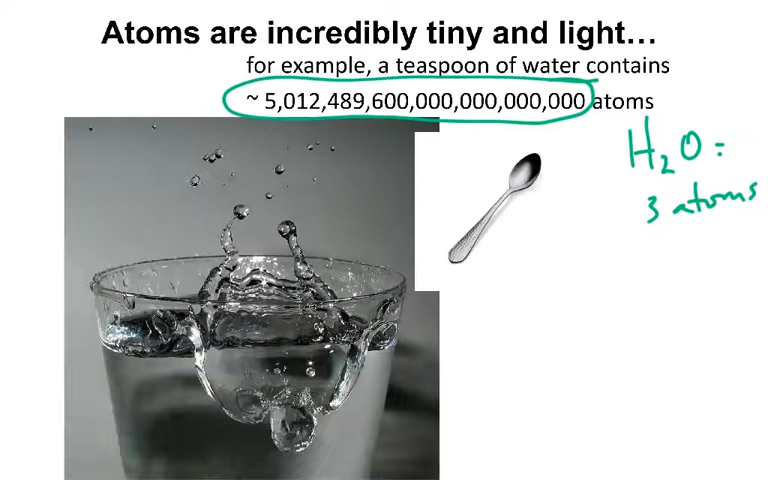 Atoms are incredibly tiny and light...
for example, a teaspoon of water contains
~ 5,012,489,600,000,000,000,000 atoms
H₂O =
3 atoms